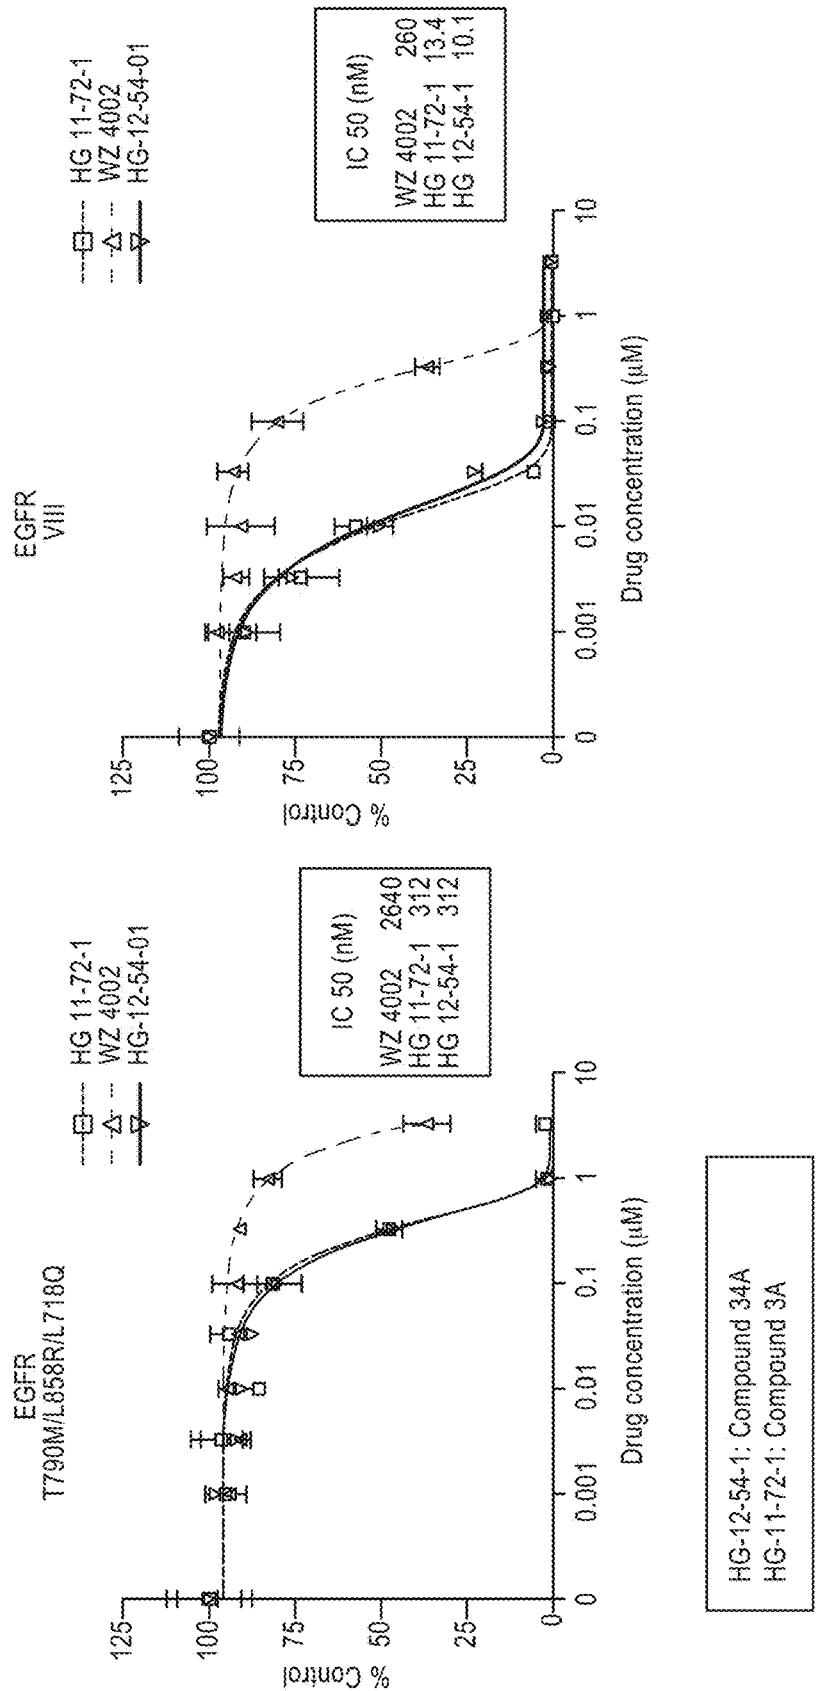 EGFR
T790M/L858R/L718Q
HG 11-72-1
WZ 4002
HG-12-54-01
125
100
75
50
25
0
% Control
0
0.001
0.01
0.1
1
10
Drug concentration (µM)
IC 50 (nM)
WZ 4002 2640
HG 11-72-1 312
HG 12-54-1 312
EGFR
VIII
HG 11-72-1
WZ 4002
HG-12-54-01
125
100
75
50
25
0
% Control
0
0.001
0.01
0.1
1
10
Drug concentration (µM)
IC 50 (nM)
WZ 4002 260
HG 11-72-1 13.4
HG 12-54-1 10.1
HG-12-54-1: Compound 34A
HG-11-72-1: Compound 3A